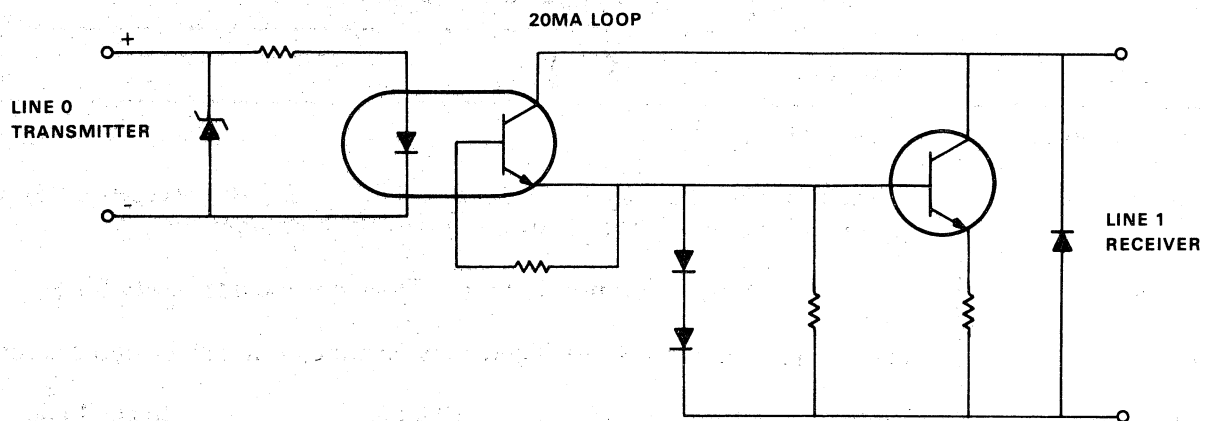 20MA LOOP
+
LINE 0
TRANSMITTER
-
LINE 1
RECEIVER